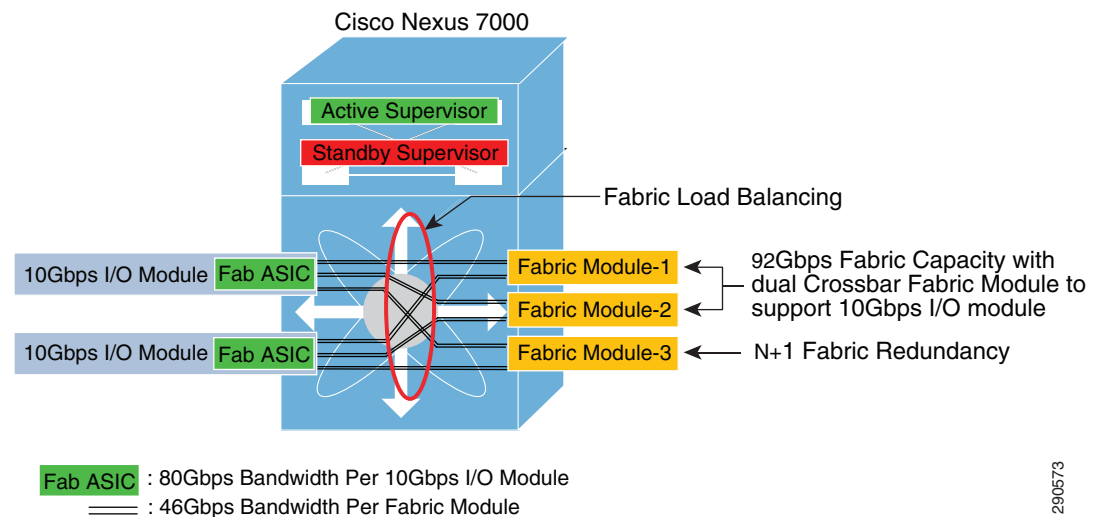 Cisco Nexus 7000
Active Supervisor
Standby Supervisor
Fabric Load Balancing
10Gbps I/O Module
Fab ASIC
Fabric Module-1
92Gbps Fabric Capacity with
dual Crossbar Fabric Module to
support 10Gbps I/O module
Fabric Module-2
10Gbps I/O Module
Fab ASIC
Fabric Module-3
N+1 Fabric Redundancy
Fab ASIC : 80Gbps Bandwidth Per 10Gbps I/O Module
: 46Gbps Bandwidth Per Fabric Module
290573